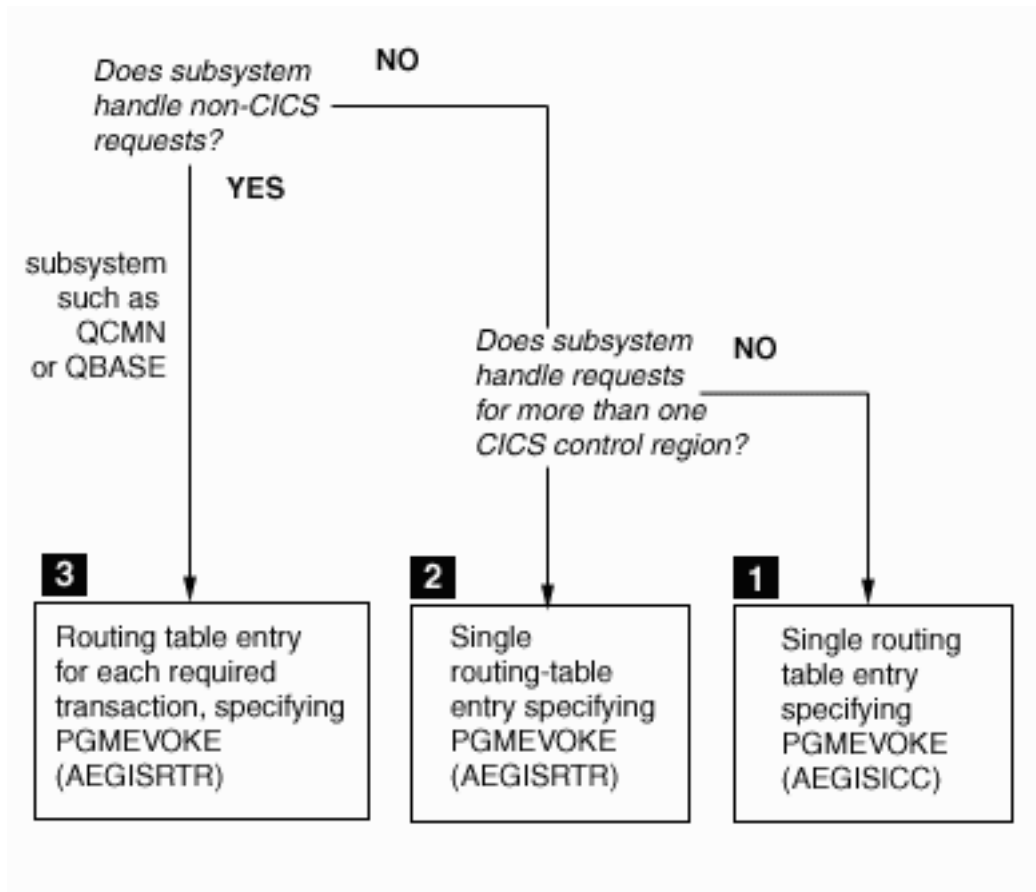 Does subsystem
handle non-CICS
requests?
NO
YES
subsystem
such as
QCMN
or QBASE
Does subsystem
handle requests
for more than one
CICS control region?
NO
3
Routing table entry
for each required
transaction, specifying
PGMEVOKE
(AEGISRTR)
2
Single
routing-table
entry specifying
PGMEVOKE
(AEGISRTR)
1
Single routing
table entry
specifying
PGMEVOKE
(AEGISICC)